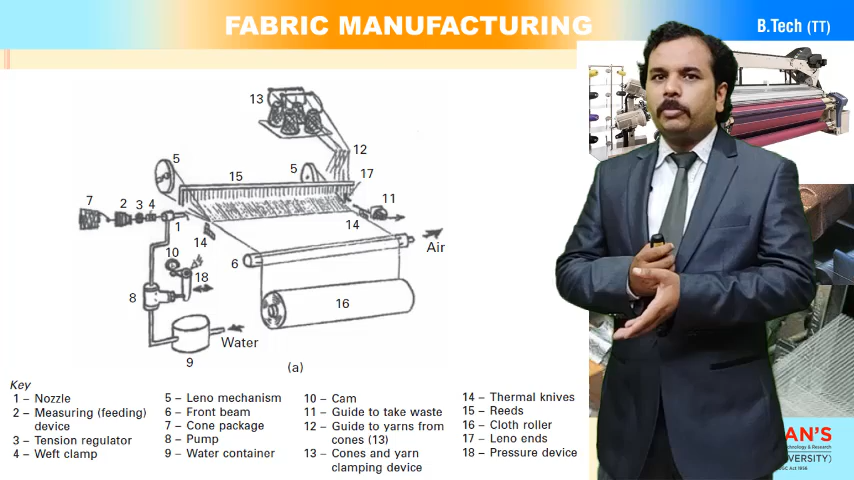 FABRIC MANUFACTURING
B.Tech (TT)
13
12
5
5
15
17
7
2
3
4
11
1
14
14
Air
10
6
18
8
16
Water
9
(a)
Key
1 – Nozzle
2 – Measuring (feeding)
device
3 – Tension regulator
4 – Weft clamp
5 – Leno mechanism
6 – Front beam
7 – Cone package
8 – Pump
9 – Water container
10 – Cam
11 – Guide to take waste
12 – Guide to yarns from
cones (13)
13 – Cones and yarn
clamping device
14 – Thermal knives
15 – Reeds
16 – Cloth roller
17 – Leno ends
18 – Pressure device
AN'S